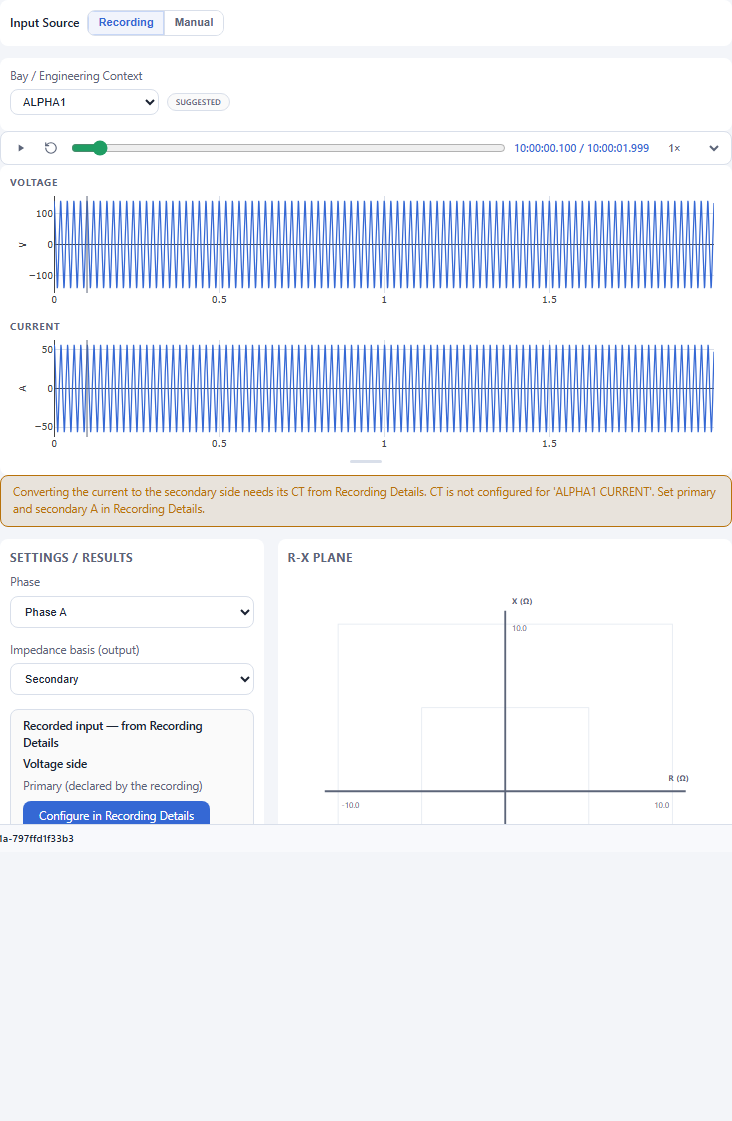 Input Source Recording Manual
Bay / Engineering Context
ALPHA1 SUGGESTED
10:00:00.100 / 10:00:01.999 1×
VOLTAGE
100
V 0
−100
0 0.5 1 1.5
CURRENT
50
A 0
−50
0 0.5 1 1.5
Converting the current to the secondary side needs its CT from Recording Details. CT is not configured for 'ALPHA1 CURRENT'. Set primary
and secondary A in Recording Details.
SETTINGS / RESULTS
Phase
Phase A
Impedance basis (output)
Secondary
Recorded input — from Recording
Details
Voltage side
Primary (declared by the recording)
Configure in Recording Details
R-X PLANE
X (Ω)
10.0
R (Ω)
-10.0 10.0
1a-797ffd1f33b3